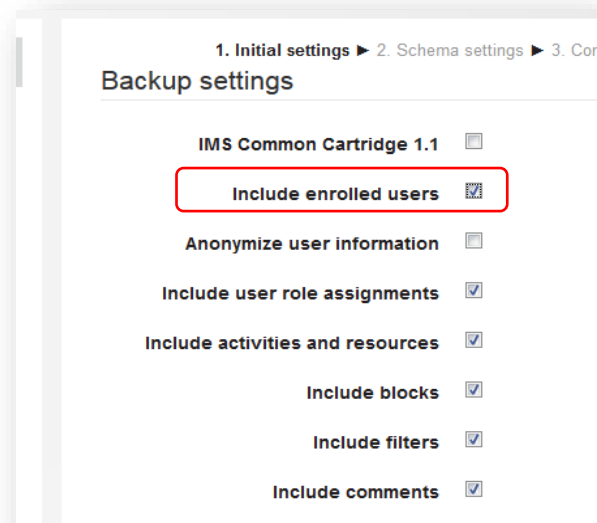 1. Initial settings ► 2. Schema settings ► 3.
Backup settings
IMS Common Cartridge 1.1
Include enrolled users
Anonymize user information
Include user role assignments
Include activities and resources
Include blocks
Include filters
Include comments